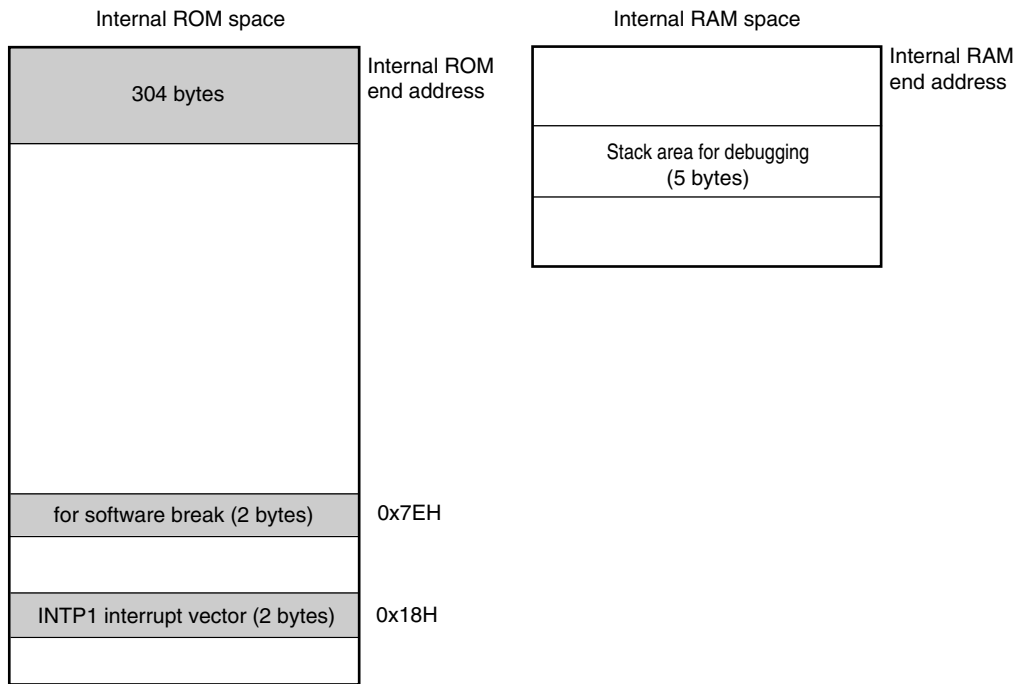 Internal ROM space
304 bytes
Internal ROM
end address
for software break (2 bytes)
0x7EH
INTP1 interrupt vector (2 bytes)
0x18H
Internal RAM space
Internal RAM
end address
Stack area for debugging
(5 bytes)